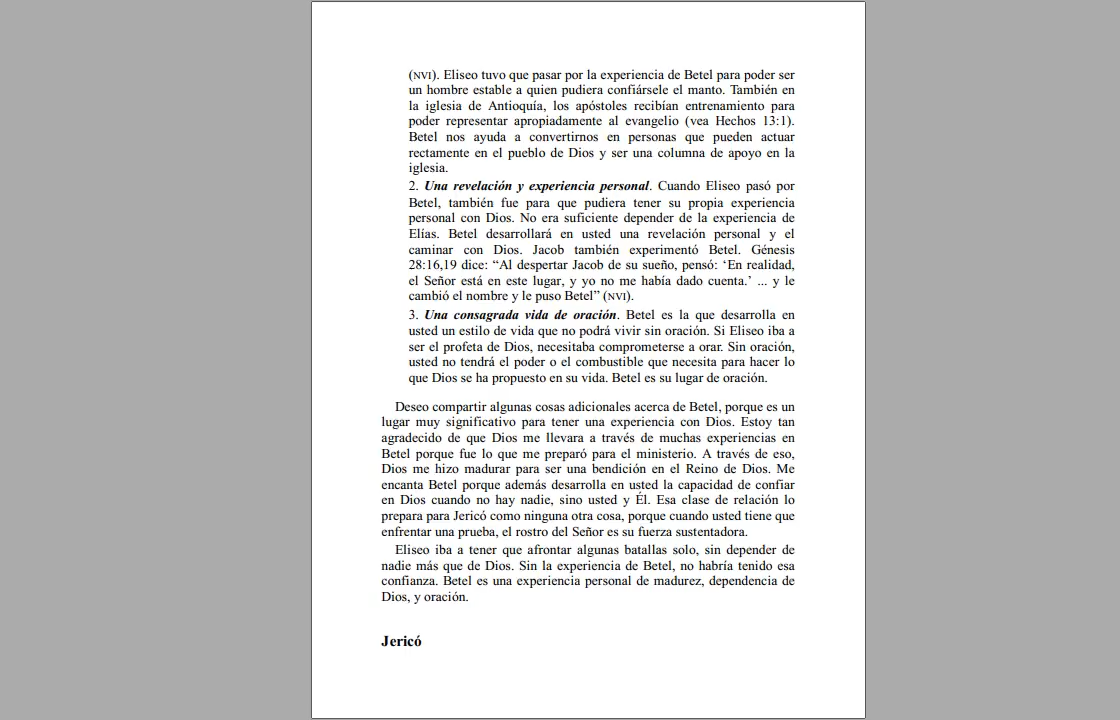 (NVI). Eliseo tuvo que pasar por la experiencia de Betel para poder ser
un hombre estable a quien pudiera confiársele el manto. También en
la iglesia de Antioquía, los apóstoles recibían entrenamiento para
poder representar apropiadamente al evangelio (vea Hechos 13:1).
Betel nos ayuda a convertirnos en personas que pueden actuar
rectamente en el pueblo de Dios y ser una columna de apoyo en la
iglesia.
2. Una revelación y experiencia personal. Cuando Eliseo pasó por
Betel, también fue para que pudiera tener su propia experiencia
personal con Dios. No era suficiente depender de la experiencia de
Elías. Betel desarrollará en usted una revelación personal y el
caminar con Dios. Jacob también experimentó Betel. Génesis
28:16,19 dice: “Al despertar Jacob de su sueño, pensó: ‘En realidad,
el Señor está en este lugar, y yo no me había dado cuenta.’ ... y le
cambió el nombre y le puso Betel” (NVI).
3. Una consagrada vida de oración. Betel es la que desarrolla en
usted un estilo de vida que no podrá vivir sin oración. Si Eliseo iba a
ser el profeta de Dios, necesitaba comprometerse a orar. Sin oración,
usted no tendrá el poder o el combustible que necesita para hacer lo
que Dios se ha propuesto en su vida. Betel es su lugar de oración.
Deseo compartir algunas cosas adicionales acerca de Betel, porque es un
lugar muy significativo para tener una experiencia con Dios. Estoy tan
agradecido de que Dios me llevara a través de muchas experiencias en
Betel porque fue lo que me preparó para el ministerio. A través de eso,
Dios me hizo madurar para ser una bendición en el Reino de Dios. Me
encanta Betel porque además desarrolla en usted la capacidad de confiar
en Dios cuando no hay nadie, sino usted y Él. Esa clase de relación lo
prepara para Jericó como ninguna otra cosa, porque cuando usted tiene que
enfrentar una prueba, el rostro del Señor es su fuerza sustentadora.
Eliseo iba a tener que afrontar algunas batallas solo, sin depender de
nadie más que de Dios. Sin la experiencia de Betel, no habría tenido esa
confianza. Betel es una experiencia personal de madurez, dependencia de
Dios, y oración.
Jericó